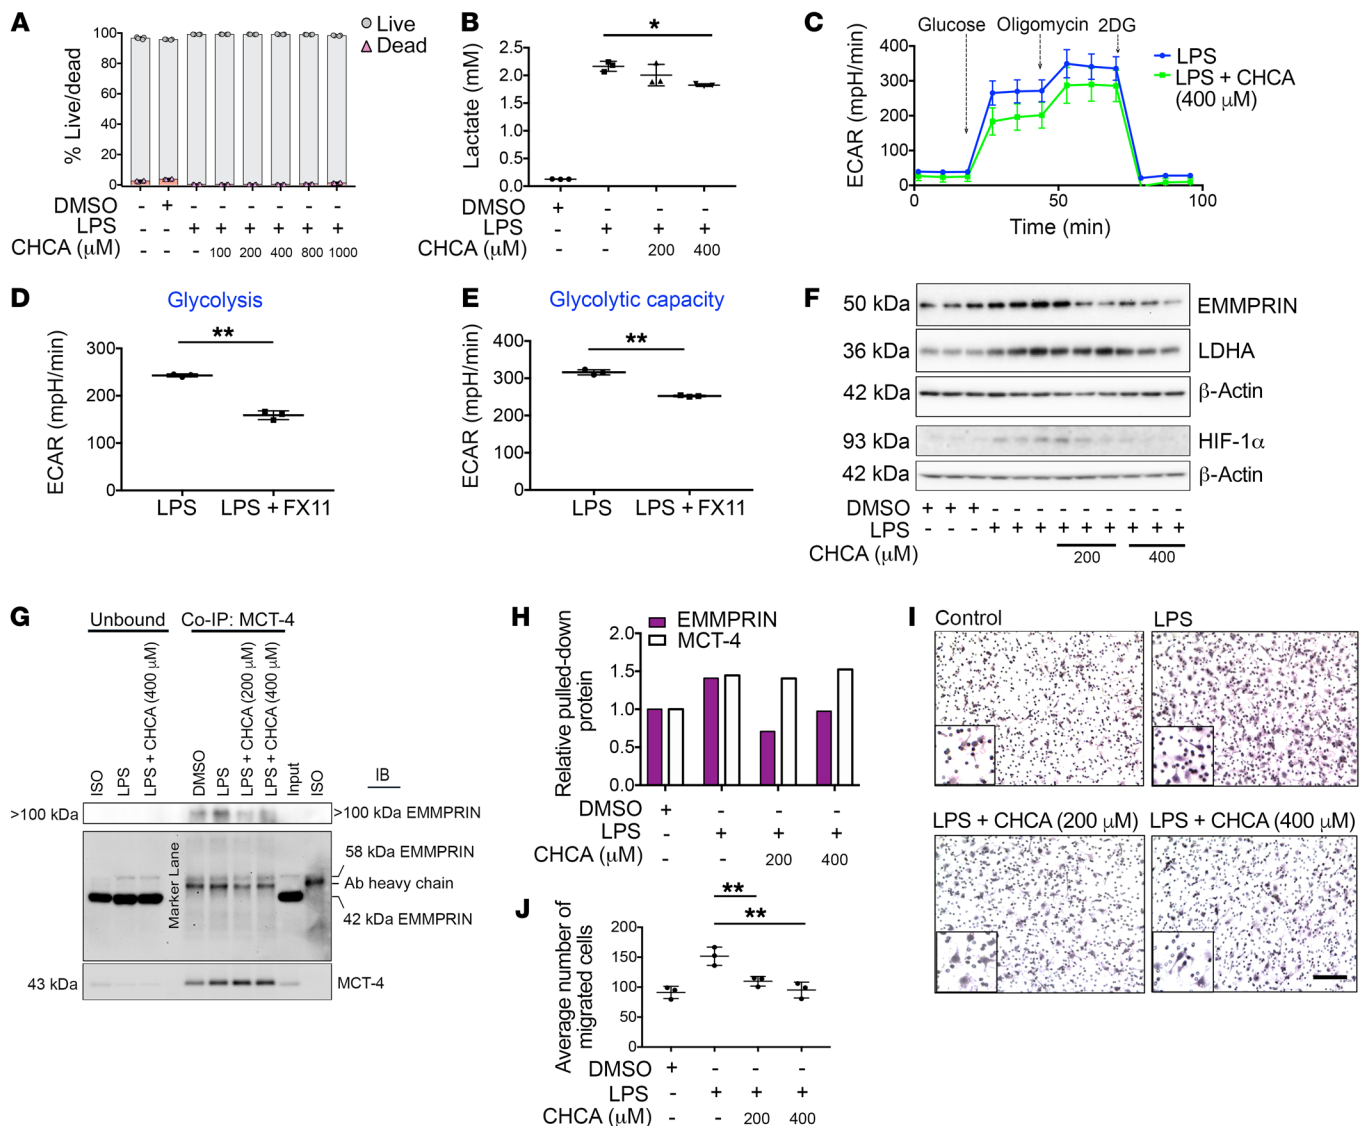 A
Live
Dead
% Live/dead
100
80
60
40
20
0
DMSO - + - - - - - -
LPS - - + + + + + +
CHCA (μM) - - - 100 200 400 800 1000
B
*
Lactate (mM)
2.5
2.0
1.5
1.0
0.5
0.0
DMSO + - - -
LPS - + + +
CHCA (μM) - - 200 400
C
Glucose Oligomycin 2DG
LPS
LPS + CHCA
(400 μM)
ECAR (mpH/min)
400
300
200
100
0
0 50 100
Time (min)
D
Glycolysis
**
ECAR (mpH/min)
300
200
100
0
LPS LPS + FX11
E
Glycolytic capacity
**
ECAR (mpH/min)
400
300
200
100
0
LPS LPS + FX11
F
50 kDa EMMPRIN
36 kDa LDHA
42 kDa β-Actin
93 kDa HIF-1α
42 kDa β-Actin
DMSO + + + - - - - - - - - -
LPS - - - + + + + + + + + +
CHCA (μM) 200 400
G
Unbound Co-IP: MCT-4
ISO
LPS
LPS + CHCA (400 μM)
DMSO
LPS
LPS + CHCA (200 μM)
LPS + CHCA (400 μM)
Input
ISO
IB
>100 kDa >100 kDa EMMPRIN
Marker Lane
58 kDa EMMPRIN
Ab heavy chain
42 kDa EMMPRIN
43 kDa MCT-4
H
EMMPRIN
MCT-4
Relative pulled-down
protein
2.0
1.5
1.0
0.5
0.0
DMSO + - - -
LPS - + + +
CHCA (μM) - - 200 400
I
Control LPS
LPS + CHCA (200 μM) LPS + CHCA (400 μM)
J
**
**
Average number of
migrated cells
200
150
100
50
0
DMSO + - - -
LPS - + + +
CHCA (μM) - - 200 400